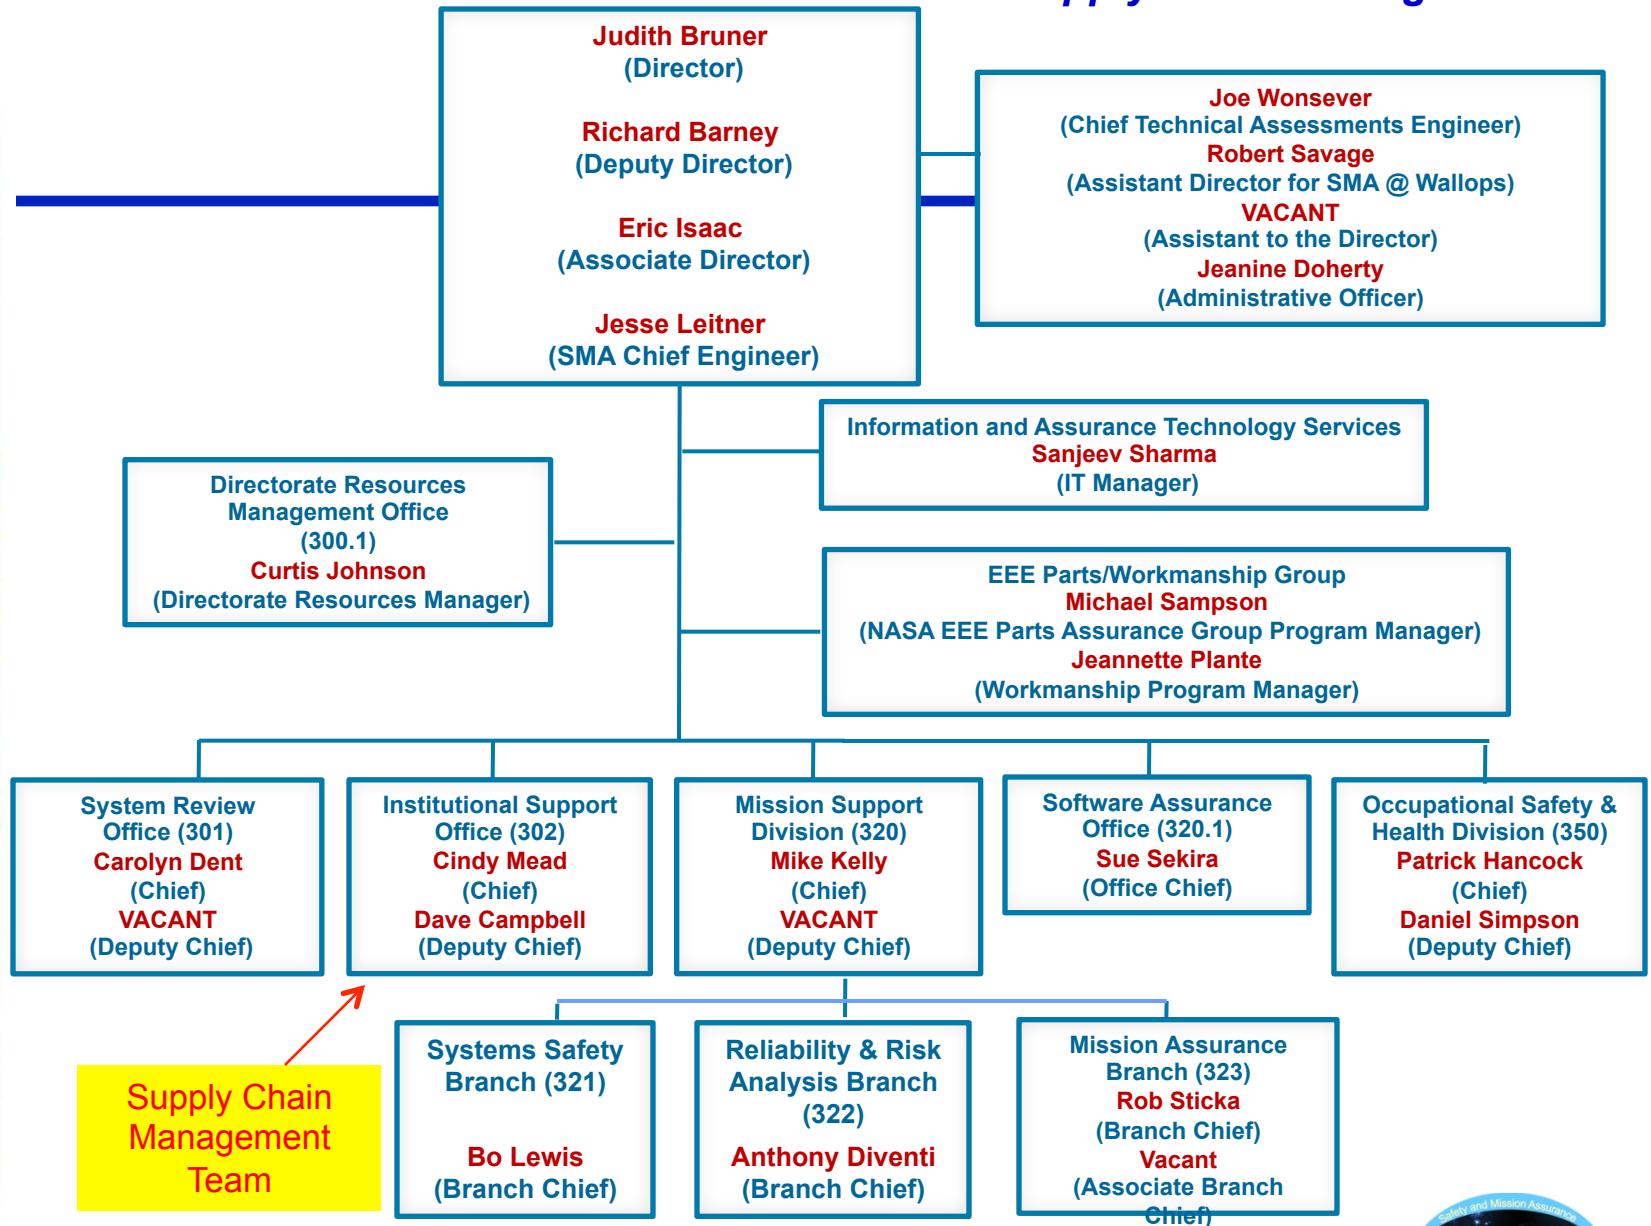 Judith Bruner
(Director)
Richard Barney
(Deputy Director)
Eric Isaac
(Associate Director)
Jesse Leitner
(SMA Chief Engineer)
Joe Wonsever
(Chief Technical Assessments Engineer)
Robert Savage
(Assistant Director for SMA @ Wallops)
VACANT
(Assistant to the Director)
Jeanine Doherty
(Administrative Officer)
Information and Assurance Technology Services
Sanjeev Sharma
(IT Manager)
Directorate Resources
Management Office
(300.1)
Curtis Johnson
(Directorate Resources Manager)
EEE Parts/Workmanship Group
Michael Sampson
(NASA EEE Parts Assurance Group Program Manager)
Jeannette Plante
(Workmanship Program Manager)
System Review
Office (301)
Carolyn Dent
(Chief)
VACANT
(Deputy Chief)
Institutional Support
Office (302)
Cindy Mead
(Chief)
Dave Campbell
(Deputy Chief)
Mission Support
Division (320)
Mike Kelly
(Chief)
VACANT
(Deputy Chief)
Software Assurance
Office (320.1)
Sue Sekira
(Office Chief)
Occupational Safety &
Health Division (350)
Patrick Hancock
(Chief)
Daniel Simpson
(Deputy Chief)
Supply Chain
Management
Team
Systems Safety
Branch (321)
Bo Lewis
(Branch Chief)
Reliability & Risk
Analysis Branch
(322)
Anthony Diventi
(Branch Chief)
Mission Assurance
Branch (323)
Rob Sticka
(Branch Chief)
Vacant
(Associate Branch
Chief)
Safety and Mission Assurance